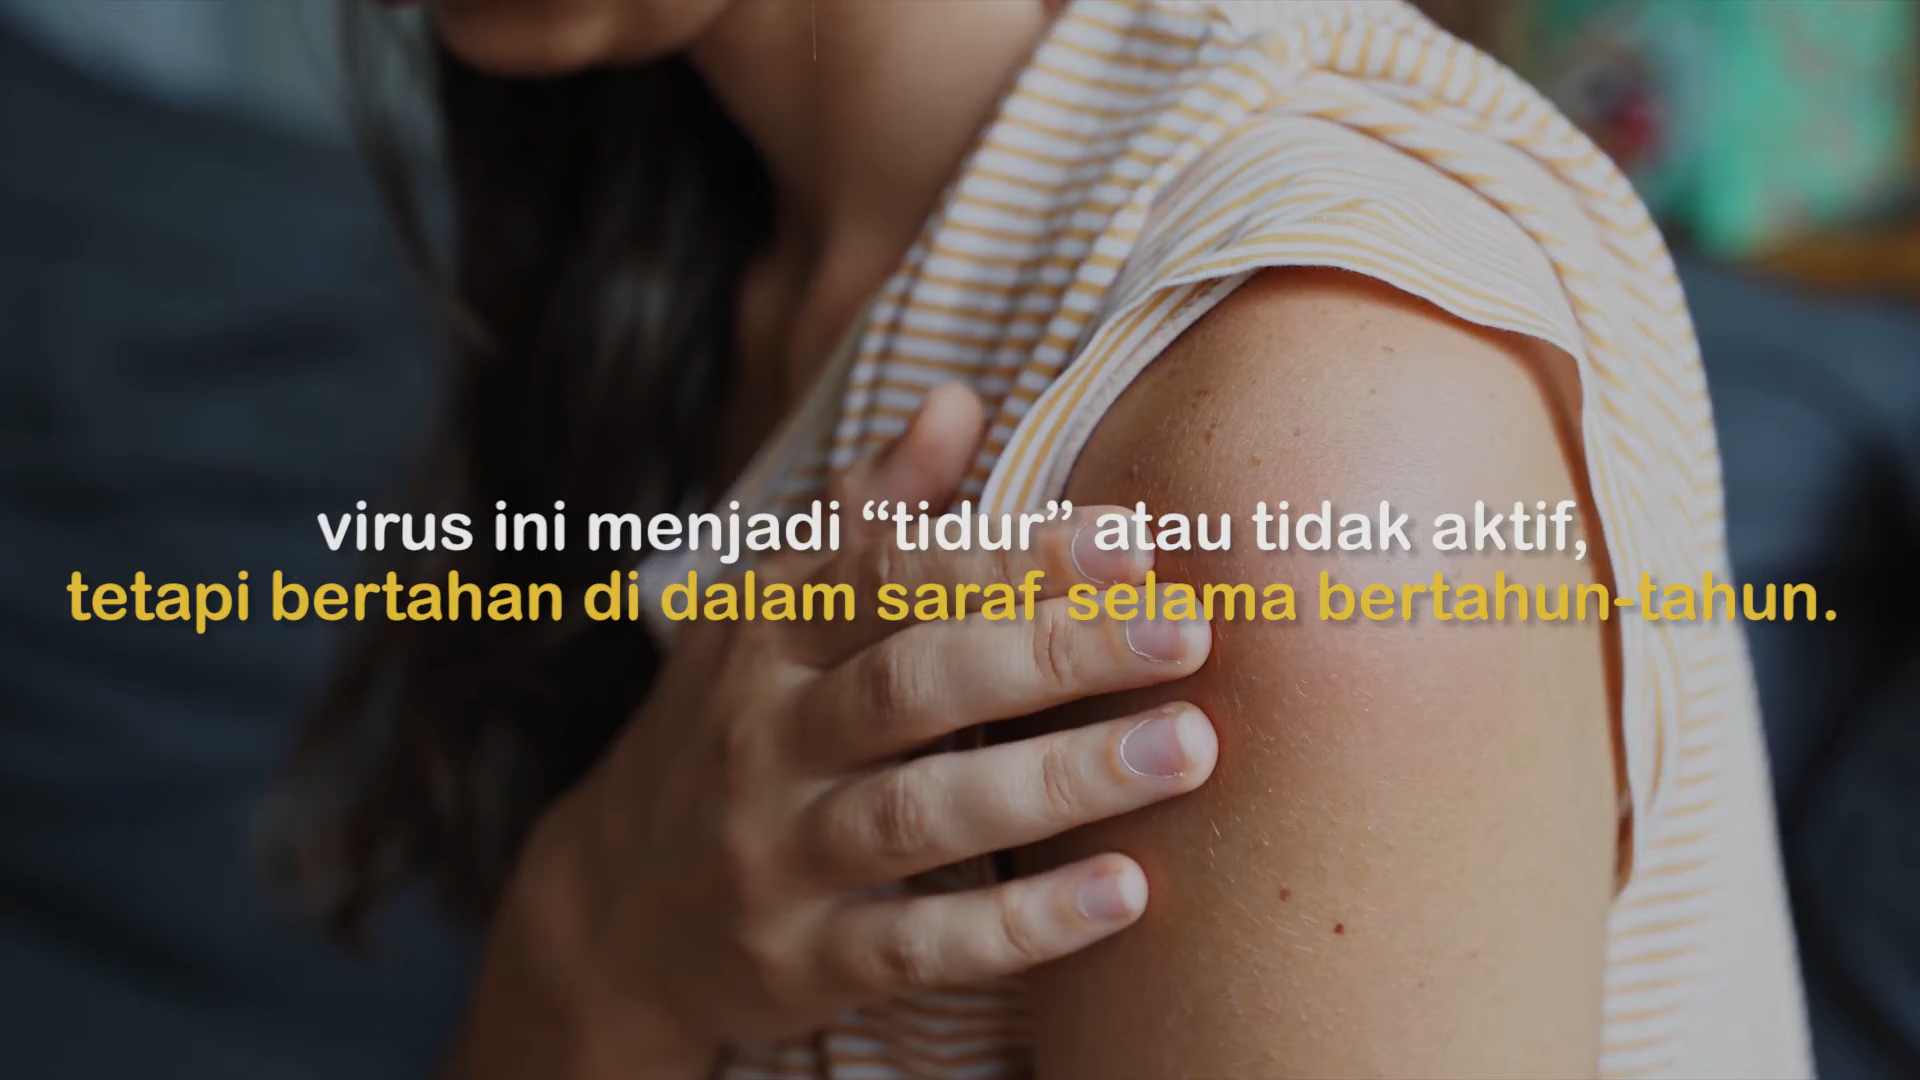 virus ini menjadi “tidur” atau tidak aktif,
tetapi bertahan di dalam saraf selama bertahun-tahun.